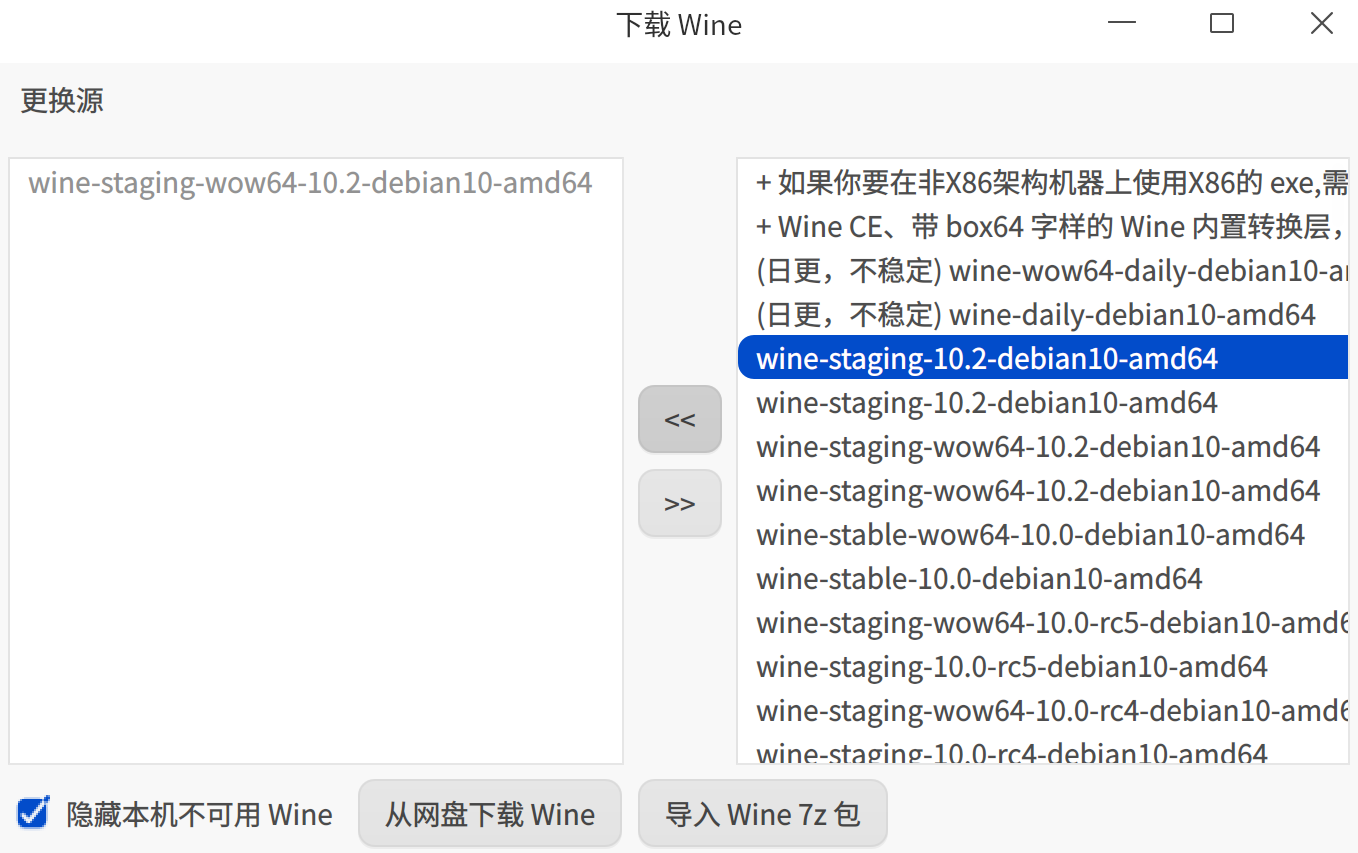 下载 Wine
更换源
wine-staging-wow64-10.2-debian10-amd64
+ 如果你要在非X86架构机器上使用X86的 exe,需
+ Wine CE、带 box64 字样的 Wine 内置转换层，
(日更，不稳定) wine-wow64-daily-debian10-a
(日更，不稳定) wine-daily-debian10-amd64
wine-staging-10.2-debian10-amd64
<<
wine-staging-10.2-debian10-amd64
wine-staging-wow64-10.2-debian10-amd64
>>
wine-staging-wow64-10.2-debian10-amd64
wine-stable-wow64-10.0-debian10-amd64
wine-stable-10.0-debian10-amd64
wine-staging-wow64-10.0-rc5-debian10-amd6
wine-staging-10.0-rc5-debian10-amd64
wine-staging-wow64-10.0-rc4-debian10-amd6
wine-staging-10.0-rc4-debian10-amd64
隐藏本机不可用 Wine
从网盘下载 Wine
导入 Wine 7z 包